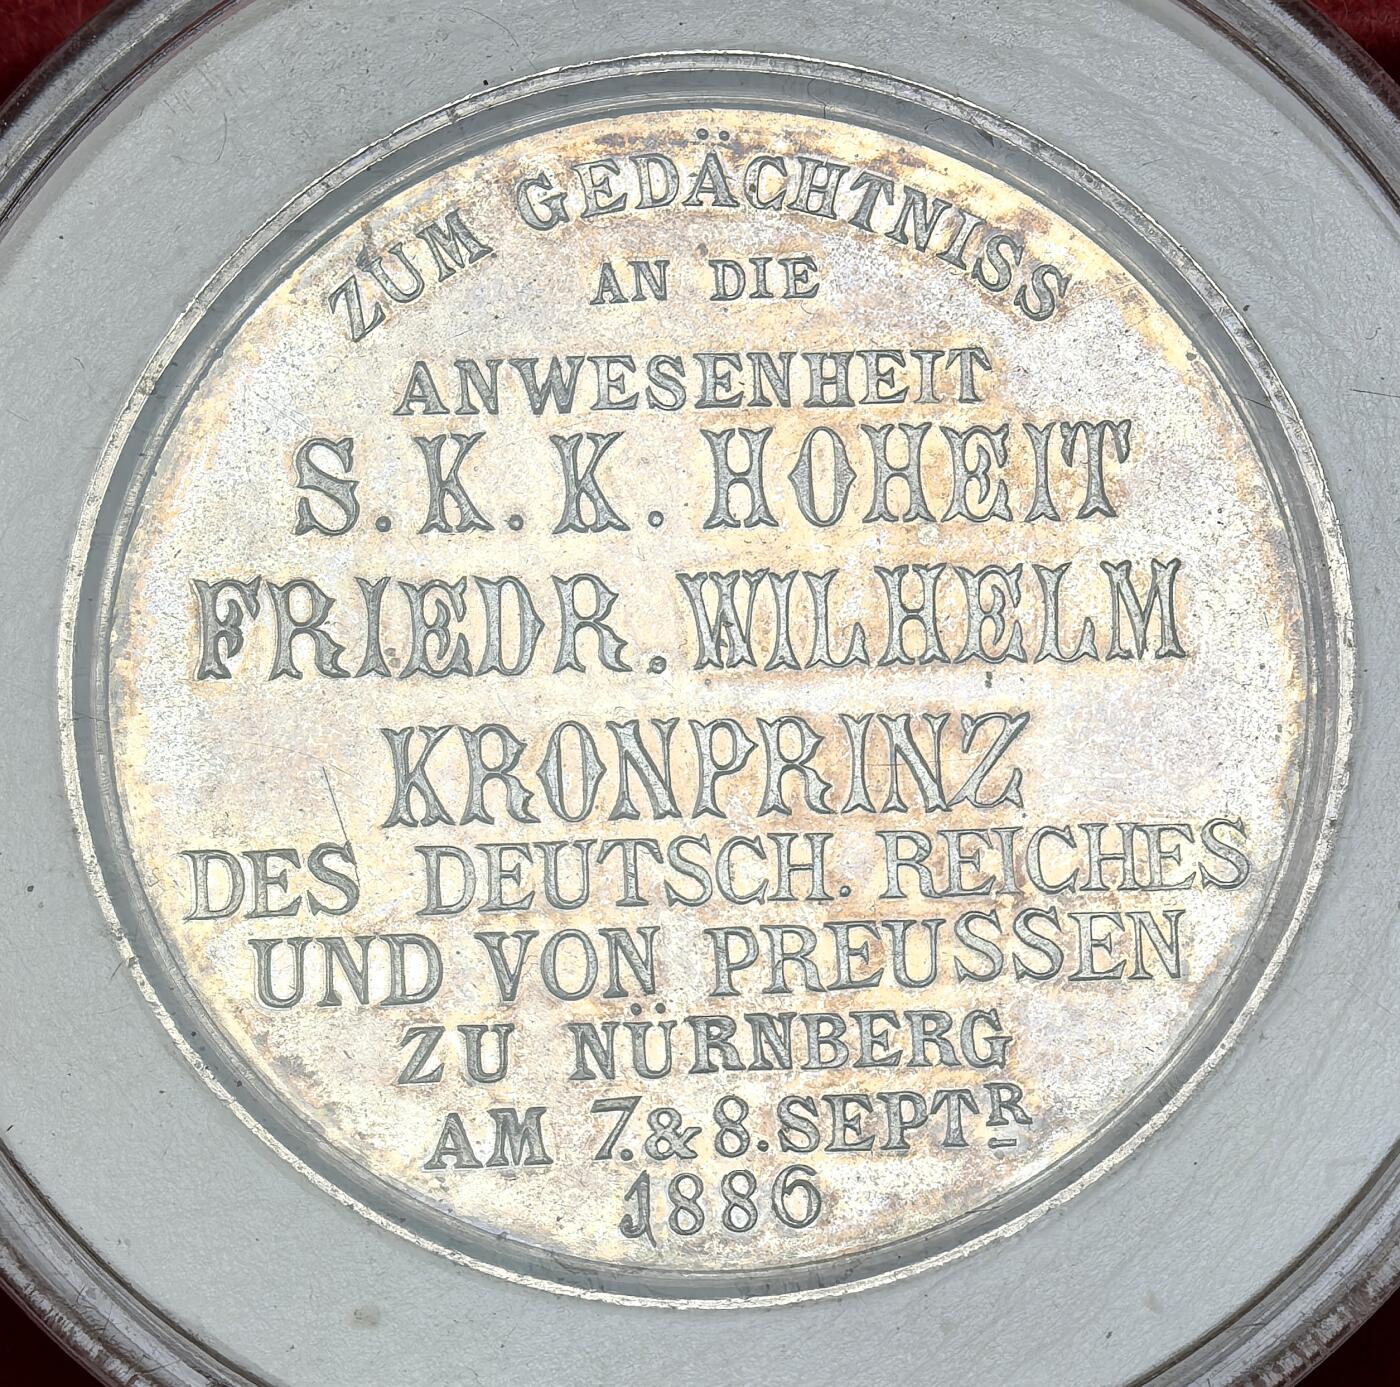 ZUM GEDÄCHTNISS
AN DIE
ANWESENHEIT
S. K. K. HOHEIT
FRIEDR. WILHELM
KRONPRINZ
DES DEUTSCH. REICHES
UND VON PREUSSEN
ZU NÜRNBERG
AM 7. & 8. SEPTR
1886